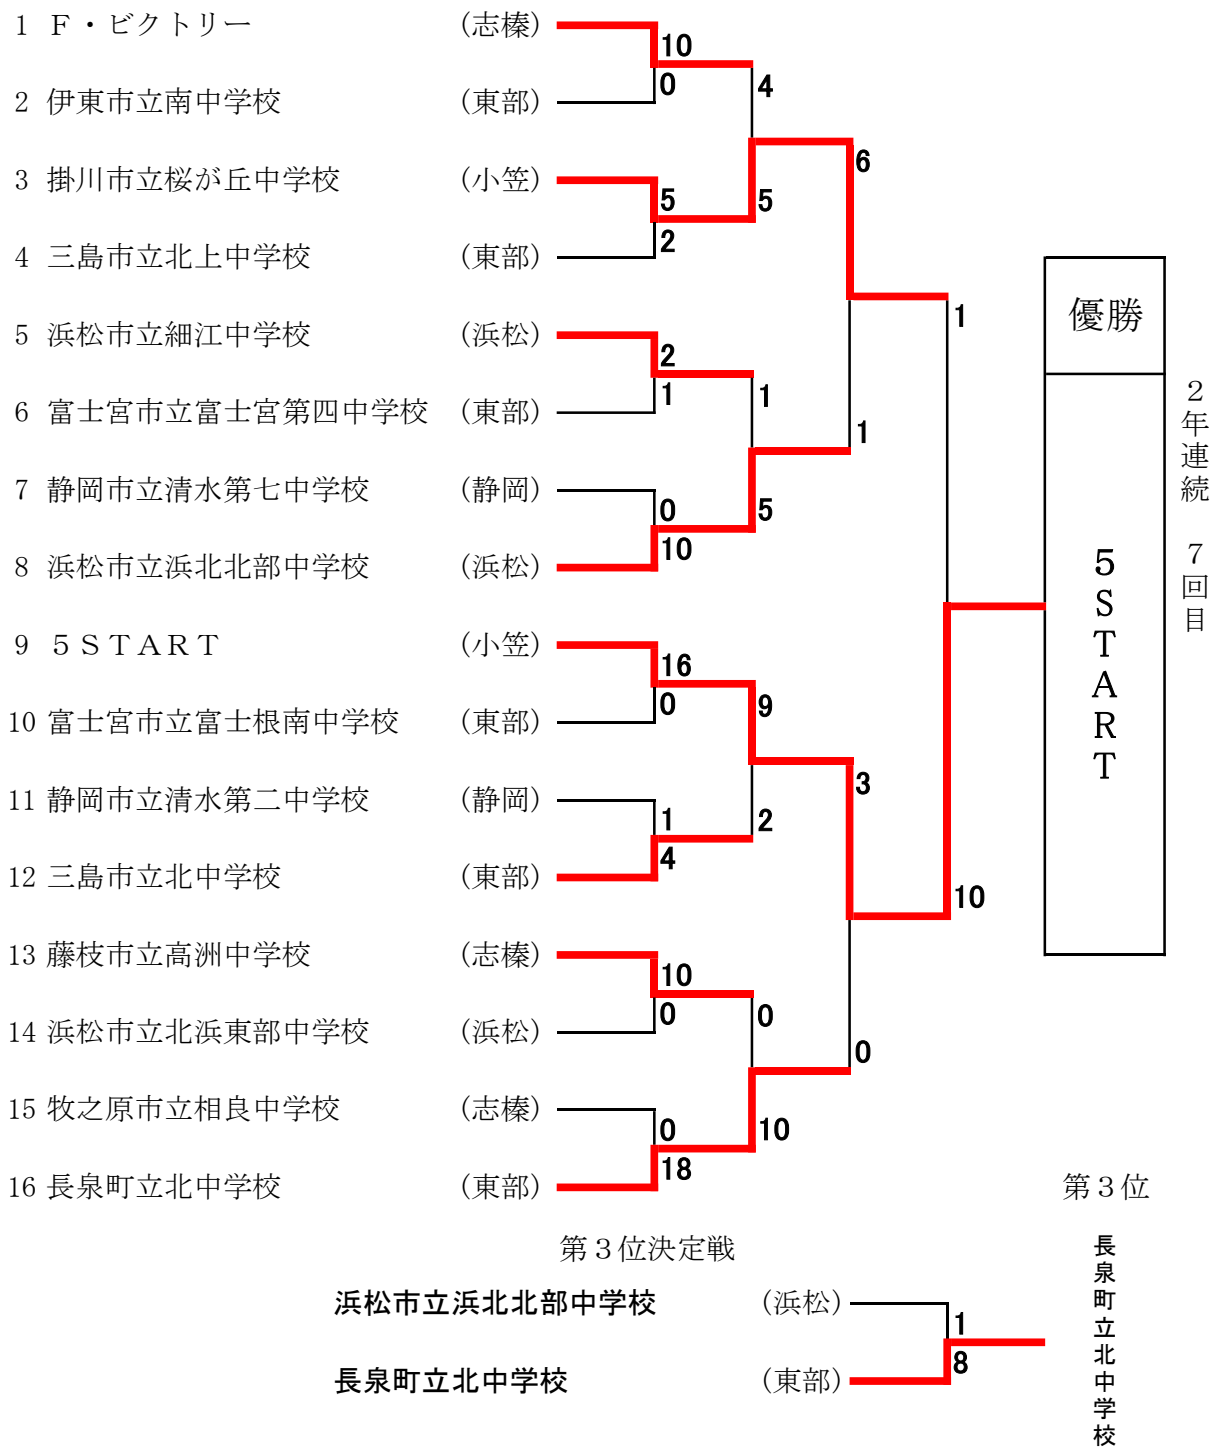 1 Ｆ・ビクトリー (志榛)
10
0
2 伊東市立南中学校 (東部)
4
3 掛川市立桜が丘中学校 (小笠)
5
2
5
6
4 三島市立北上中学校 (東部)
5 浜松市立細江中学校 (浜松)
2
1
1
6 富士宮市立富士宮第四中学校 (東部)
1
7 静岡市立清水第七中学校 (静岡)
0
10
5
8 浜松市立浜北北部中学校 (浜松)
1
9 ５ＳＴＡＲＴ (小笠)
16
0
9
10 富士宮市立富士根南中学校 (東部)
3
11 静岡市立清水第二中学校 (静岡)
1
4
2
12 三島市立北中学校 (東部)
10
13 藤枝市立高洲中学校 (志榛)
10
0
0
14 浜松市立北浜東部中学校 (浜松)
0
15 牧之原市立相良中学校 (志榛)
0
18
10
16 長泉町立北中学校 (東部)
優勝
５ＳＴＡＲＴ
２年連続 ７回目
第３位
長泉町立北中学校
第３位決定戦
浜松市立浜北北部中学校 (浜松)
1
8
長泉町立北中学校 (東部)